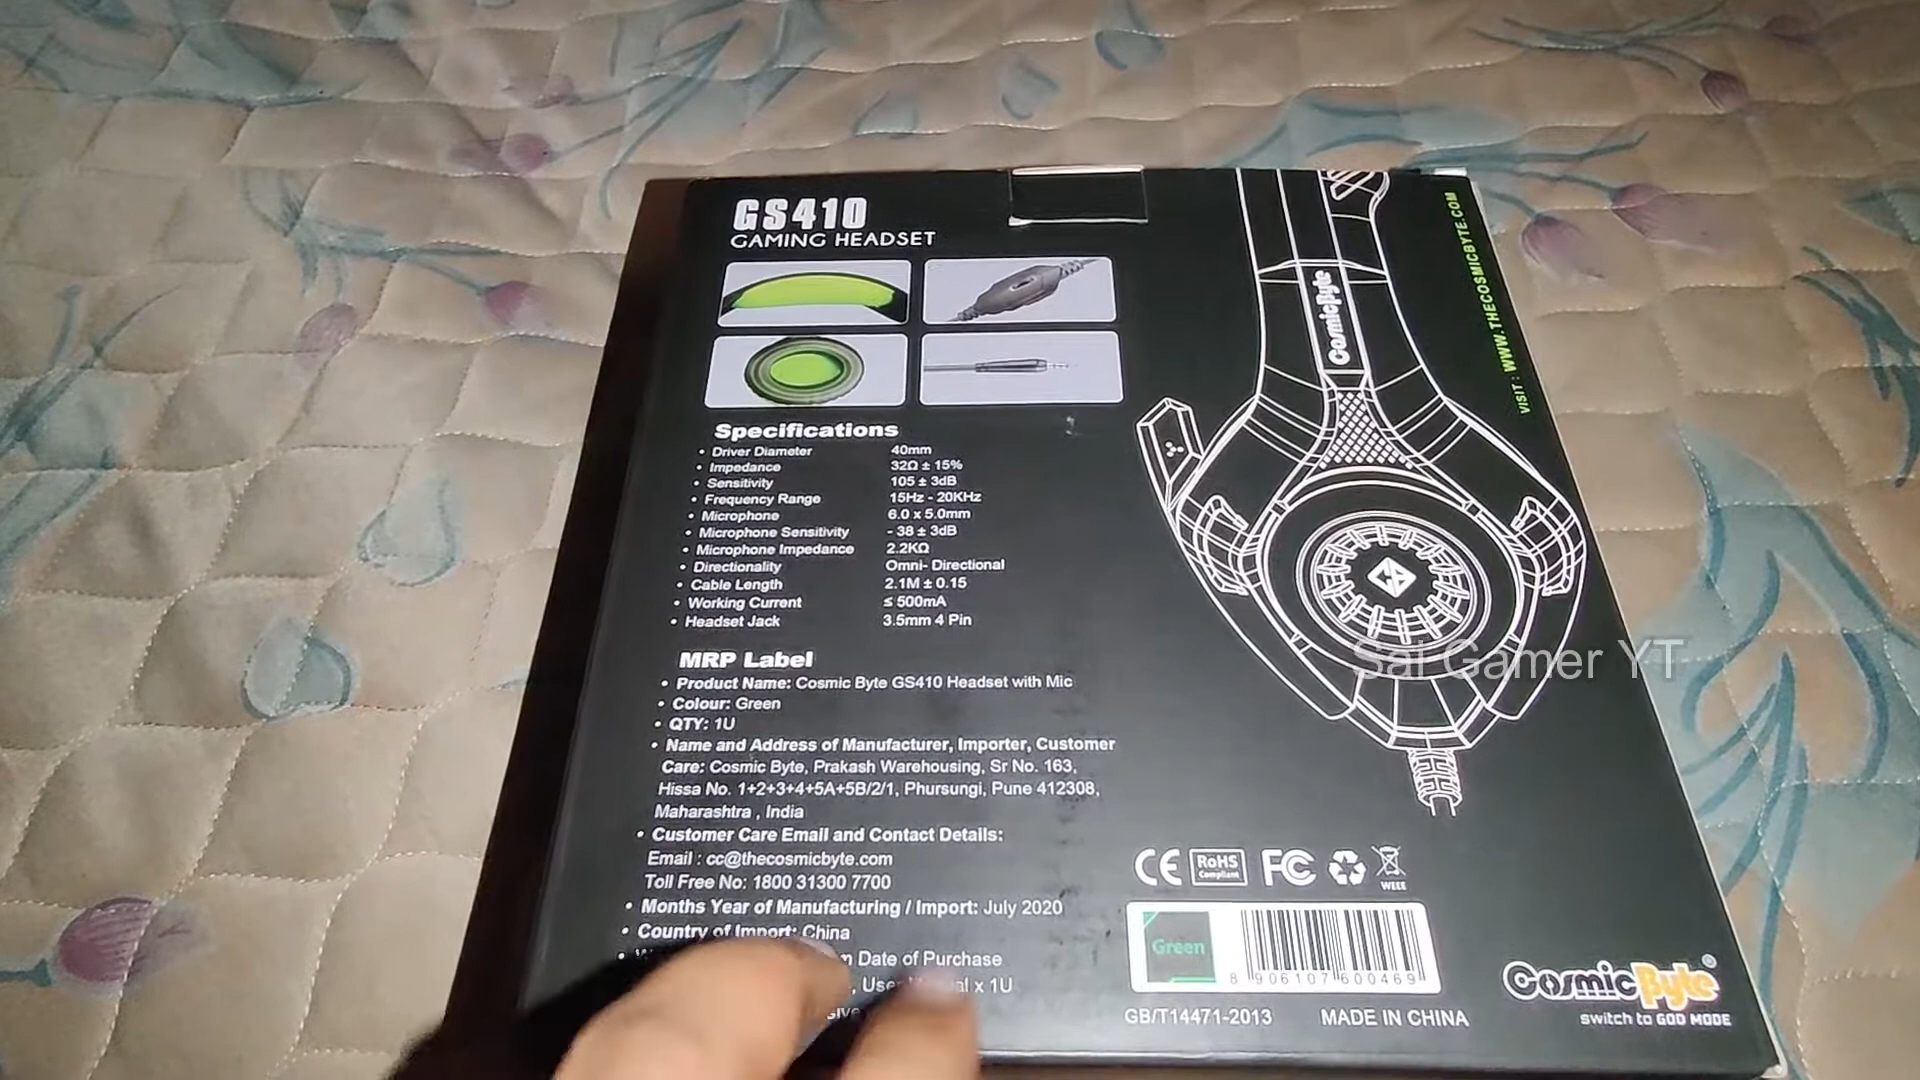 GS410
GAMING HEADSET
VISIT : WWW.THECOSMICBYTE.COM
CosmicByte
Specifications
• Driver Diameter 40mm
• Impedance 32Ω ± 15%
• Sensitivity 105 ± 3dB
• Frequency Range 15Hz - 20KHz
• Microphone 6.0 x 5.0mm
• Microphone Sensitivity - 38 ± 3dB
• Microphone Impedance 2.2KΩ
• Directionality Omni- Directional
• Cable Length 2.1M ± 0.15
• Working Current ≤ 500mA
• Headset Jack 3.5mm 4 Pin
MRP Label
• Product Name: Cosmic Byte GS410 Headset with Mic
• Colour: Green
• QTY: 1U
• Name and Address of Manufacturer, Importer, Customer
Care: Cosmic Byte, Prakash Warehousing, Sr No. 163,
Hissa No. 1+2+3+4+5A+5B/2/1, Phursungi, Pune 412308,
Maharashtra , India
• Customer Care Email and Contact Details:
Email : cc@thecosmicbyte.com
Toll Free No: 1800 31300 7700
• Months Year of Manufacturing / Import: July 2020
• Country of Import: China
Date of Purchase
x 1U
Sai Gamer YT
CE RoHS Compliant FC WEEE
Green
8 906107 600469
GB/T14471-2013 MADE IN CHINA
CosmicByte®
switch to GOD MODE